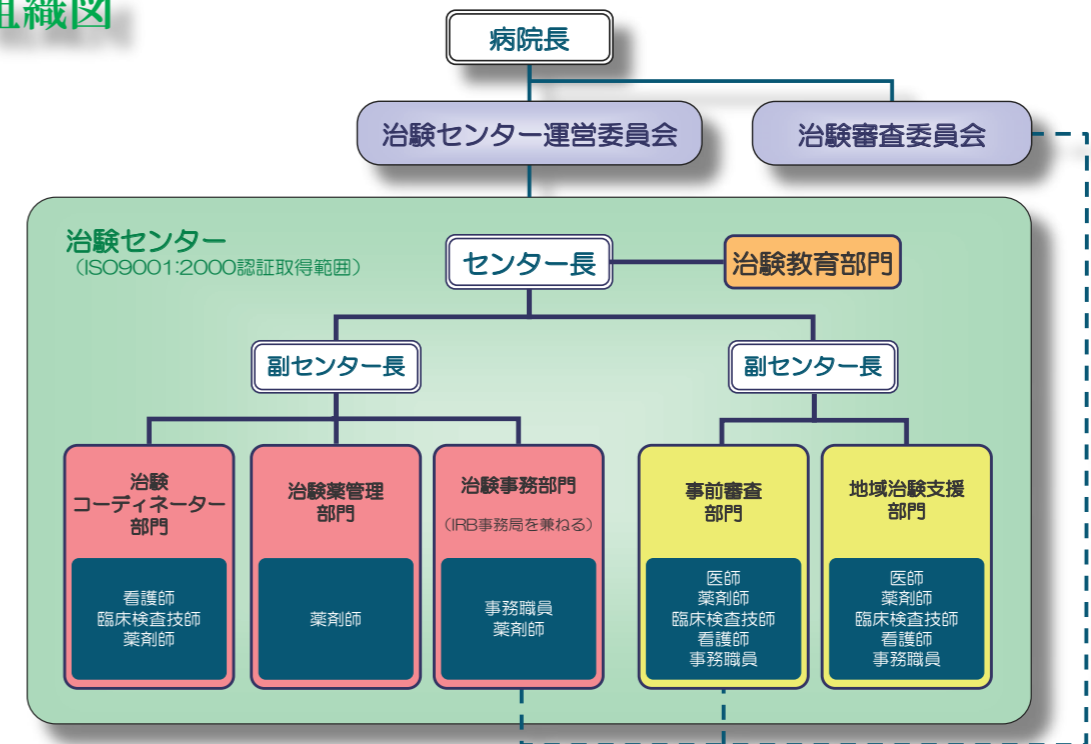 組織図
病院長
治験センター運営委員会
治験審査委員会
治験センター
（ISO9001:2000認証取得範囲）
センター長
治験教育部門
副センター長
副センター長
治験
コーディネーター
部門
看護師
臨床検査技師
薬剤師
治験薬管理
部門
薬剤師
治験事務部門
（IRB事務局を兼ねる）
事務職員
薬剤師
事前審査
部門
医師
薬剤師
臨床検査技師
看護師
事務職員
地域治験支援
部門
医師
薬剤師
臨床検査技師
看護師
事務職員